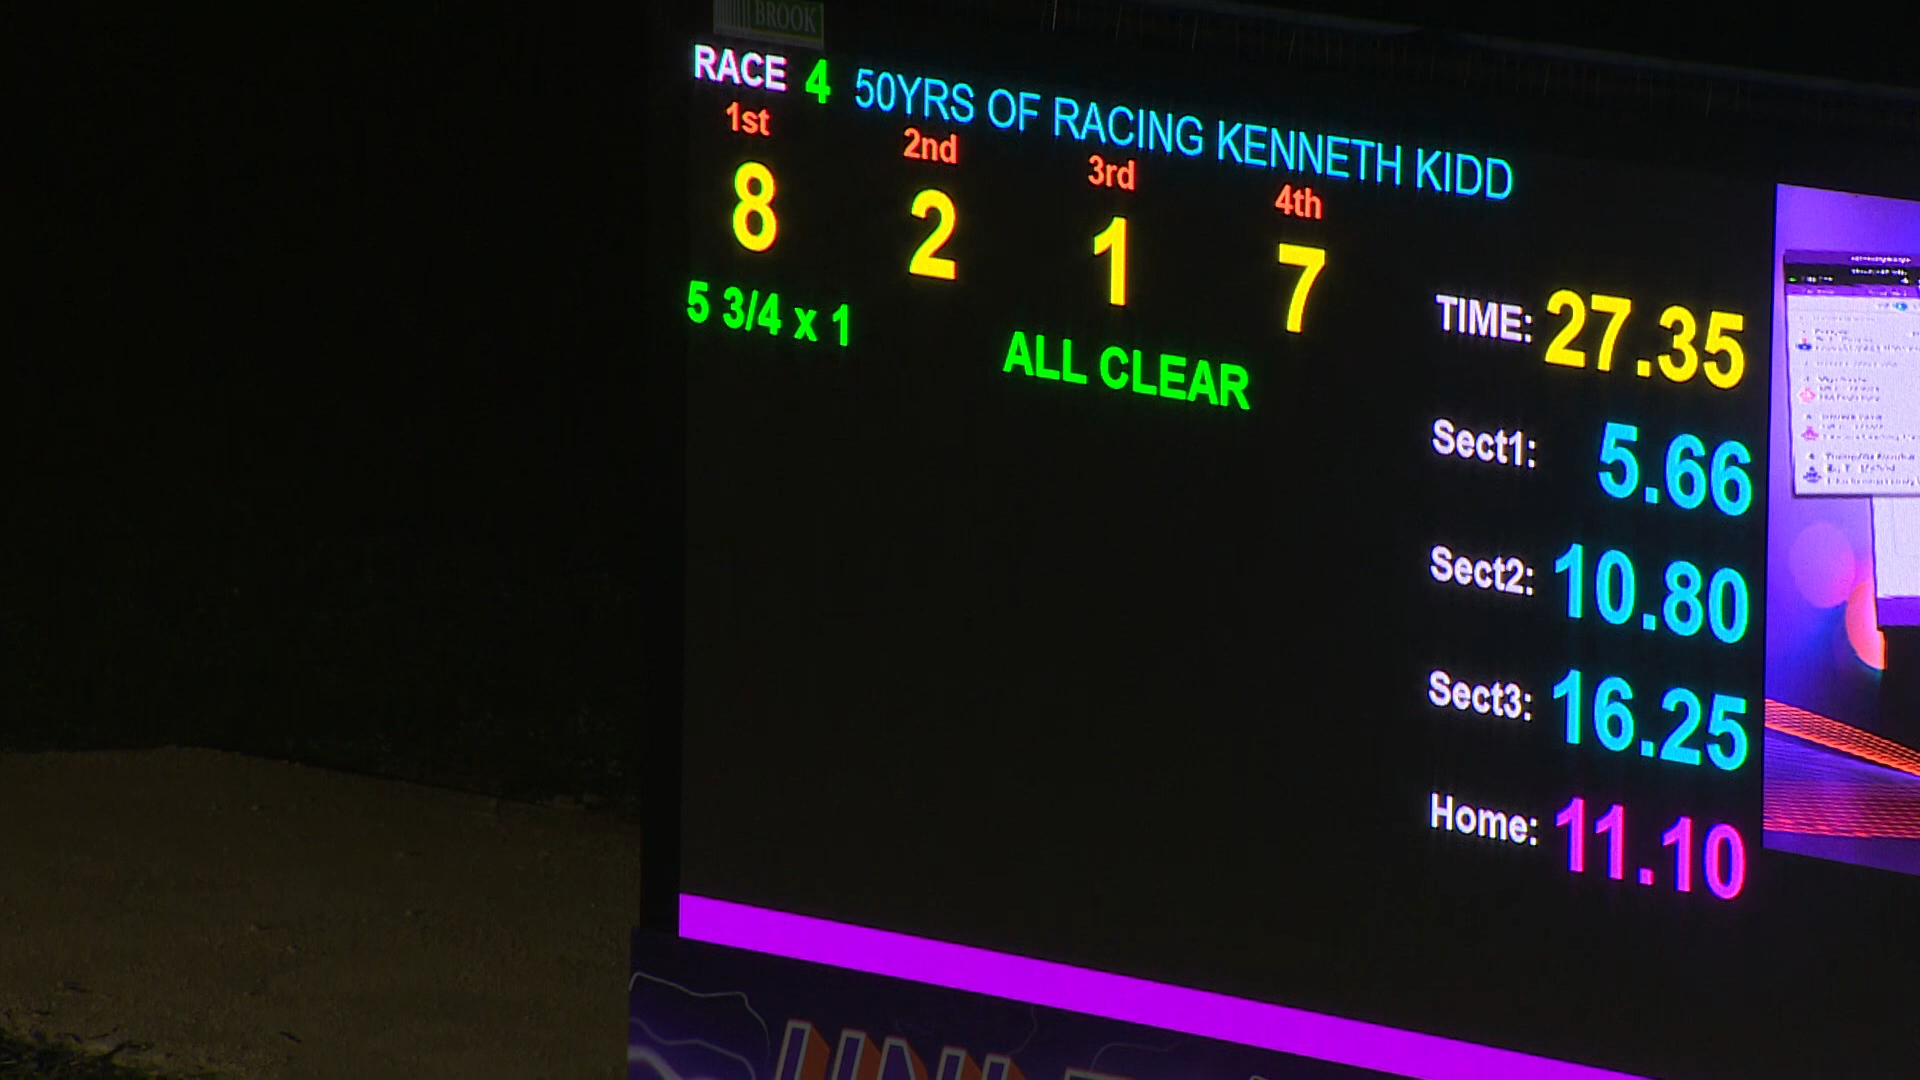 BROOK
RACE 4 50YRS OF RACING KENNETH KIDD
1st 2nd 3rd 4th
8 2 1 7
5 3/4 x 1
ALL CLEAR
TIME: 27.35
Sect1: 5.66
Sect2: 10.80
Sect3: 16.25
Home: 11.10